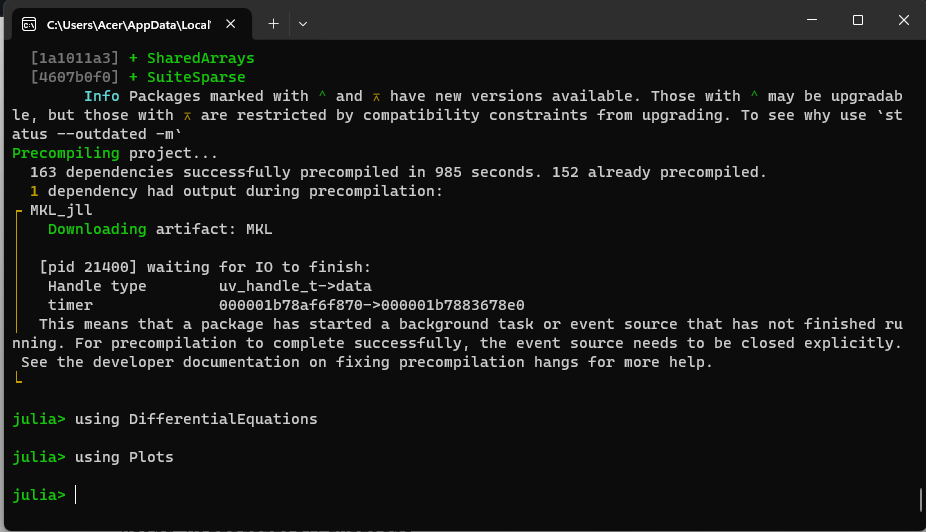 C:\Users\Acer\AppData\Local\
[1a1011a3] + SharedArrays
[4607b0f0] + SuiteSparse
Info Packages marked with ⌃ and ⌅ have new versions available. Those with ⌃ may be upgradab
le, but those with ⌅ are restricted by compatibility constraints from upgrading. To see why use `st
atus --outdated -m`
Precompiling project...
163 dependencies successfully precompiled in 985 seconds. 152 already precompiled.
1 dependency had output during precompilation:
┌ MKL_jll
│ Downloading artifact: MKL
│ [pid 21400] waiting for IO to finish:
│ Handle type uv_handle_t->data
│ timer 000001b78af6f870->000001b7883678e0
│ This means that a package has started a background task or event source that has not finished ru
nning. For precompilation to complete successfully, the event source needs to be closed explicitly.
See the developer documentation on fixing precompilation hangs for more help.
└
julia> using DifferentialEquations
julia> using Plots
julia>